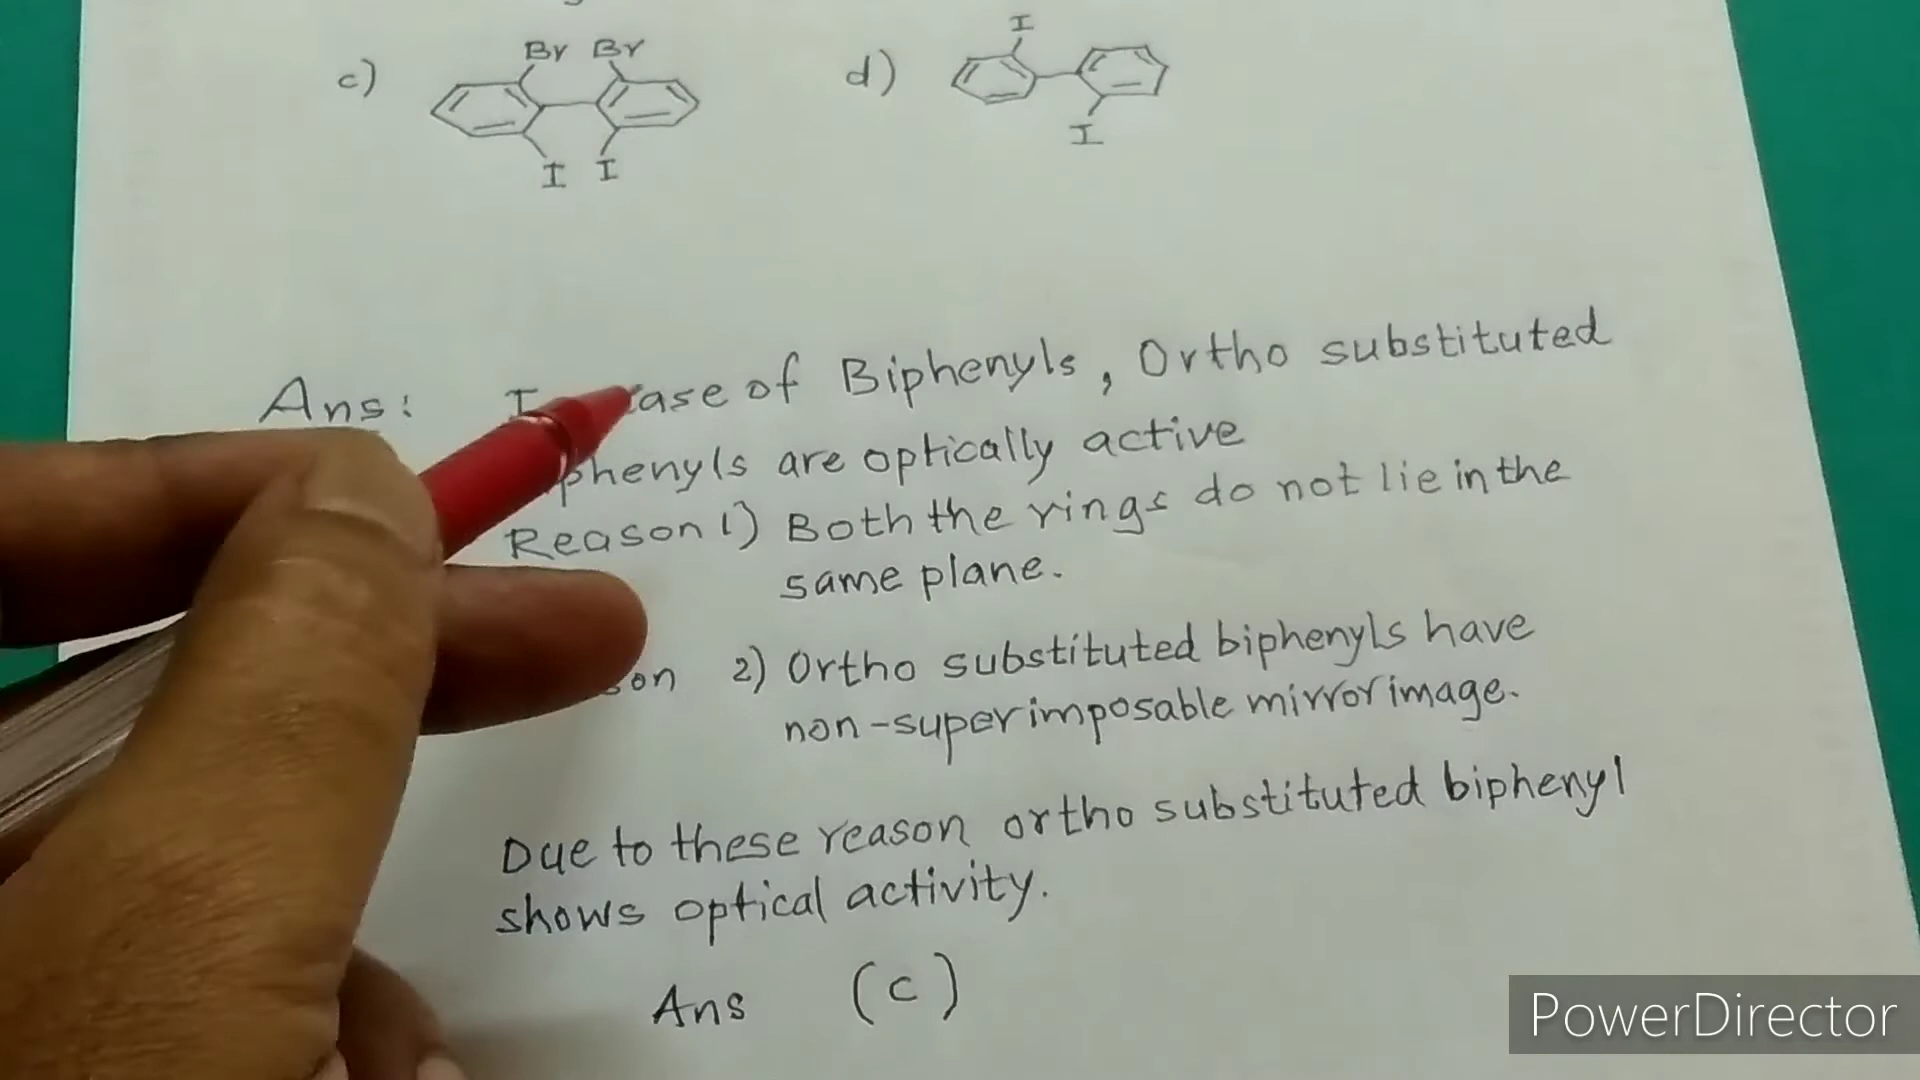 c) Br Br d) I
I I I
Ans: I case of Biphenyls, Ortho substituted
phenyls are optically active
Reason 1) Both the rings do not lie in the
same plane.
on 2) Ortho substituted biphenyls have
non-superimposable mirror image.
Due to these reason ortho substituted biphenyl
shows optical activity.
Ans (c)
PowerDirector